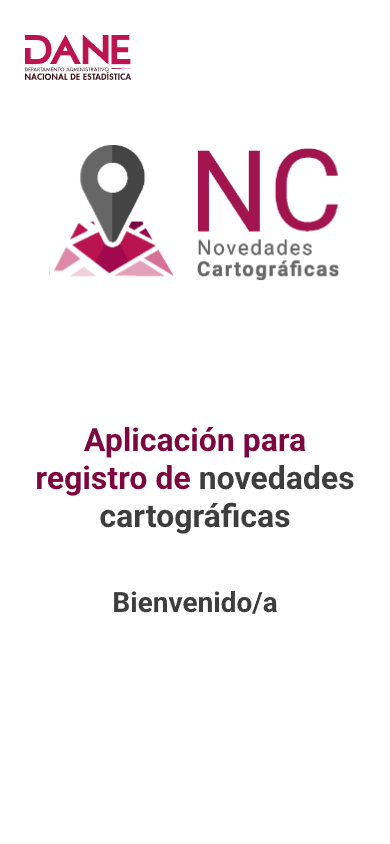 DANE
DEPARTAMENTO ADMINISTRATIVO
NACIONAL DE ESTADÍSTICA
NC
Novedades
Cartográficas
Aplicación para
registro de novedades
cartográficas
Bienvenido/a